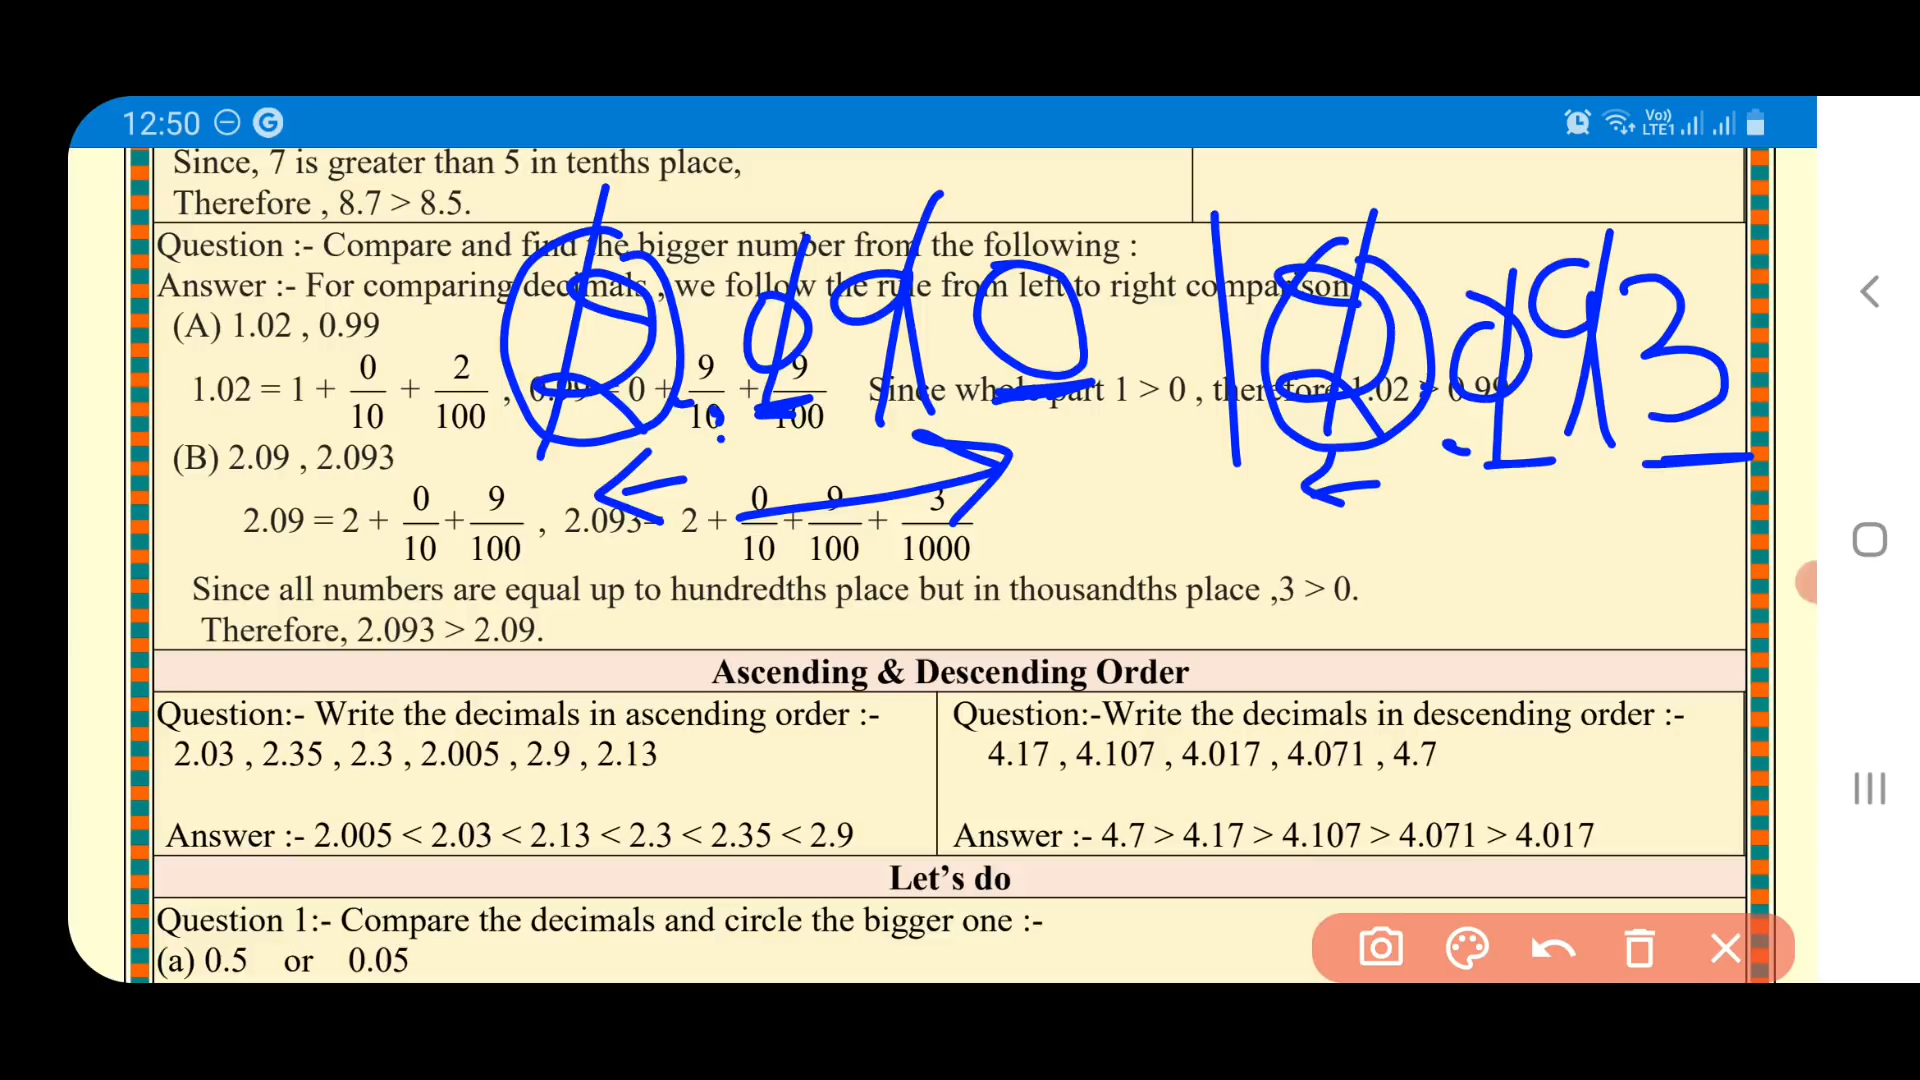 12:50
Vo)) LTE1
Since, 7 is greater than 5 in tenths place,
Therefore , 8.7 > 8.5.
Question :- Compare and find the bigger number from the following :
Answer :- For comparing decimals , we follow the rule from left to right comparison
(A) 1.02 , 0.99
1.02 = 1 + 0/10 + 2/100 , 0.99 = 0 + 9/10 + 9/100 Since whole part 1 > 0 , therefore 1.02 > 0.99
2.090 | 2.093
(B) 2.09 , 2.093
2.09 = 2 + 0/10 + 9/100 , 2.093= 2 + 0/10 + 9/100 + 3/1000
Since all numbers are equal up to hundredths place but in thousandths place ,3 > 0.
Therefore, 2.093 > 2.09.
Ascending & Descending Order
Question:- Write the decimals in ascending order :-
2.03 , 2.35 , 2.3 , 2.005 , 2.9 , 2.13
Answer :- 2.005 < 2.03 < 2.13 < 2.3 < 2.35 < 2.9
Question:-Write the decimals in descending order :-
4.17 , 4.107 , 4.017 , 4.071 , 4.7
Answer :- 4.7 > 4.17 > 4.107 > 4.071 > 4.017
Let’s do
Question 1:- Compare the decimals and circle the bigger one :-
(a) 0.5 or 0.05